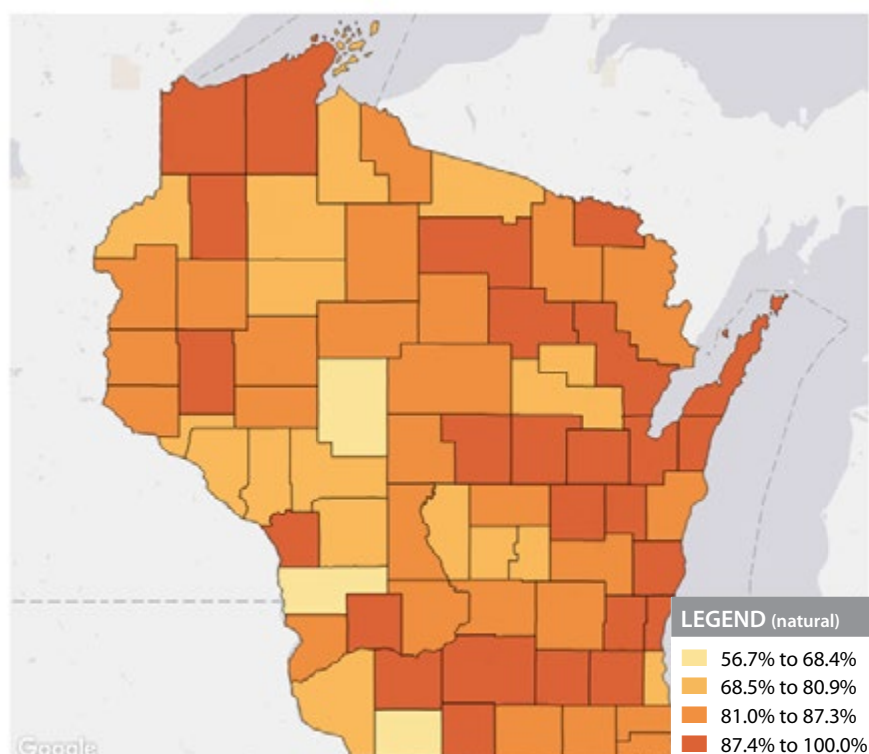 LEGEND (natural)
56.7% to 68.4%
68.5% to 80.9%
81.0% to 87.3%
87.4% to 100.0%
Google